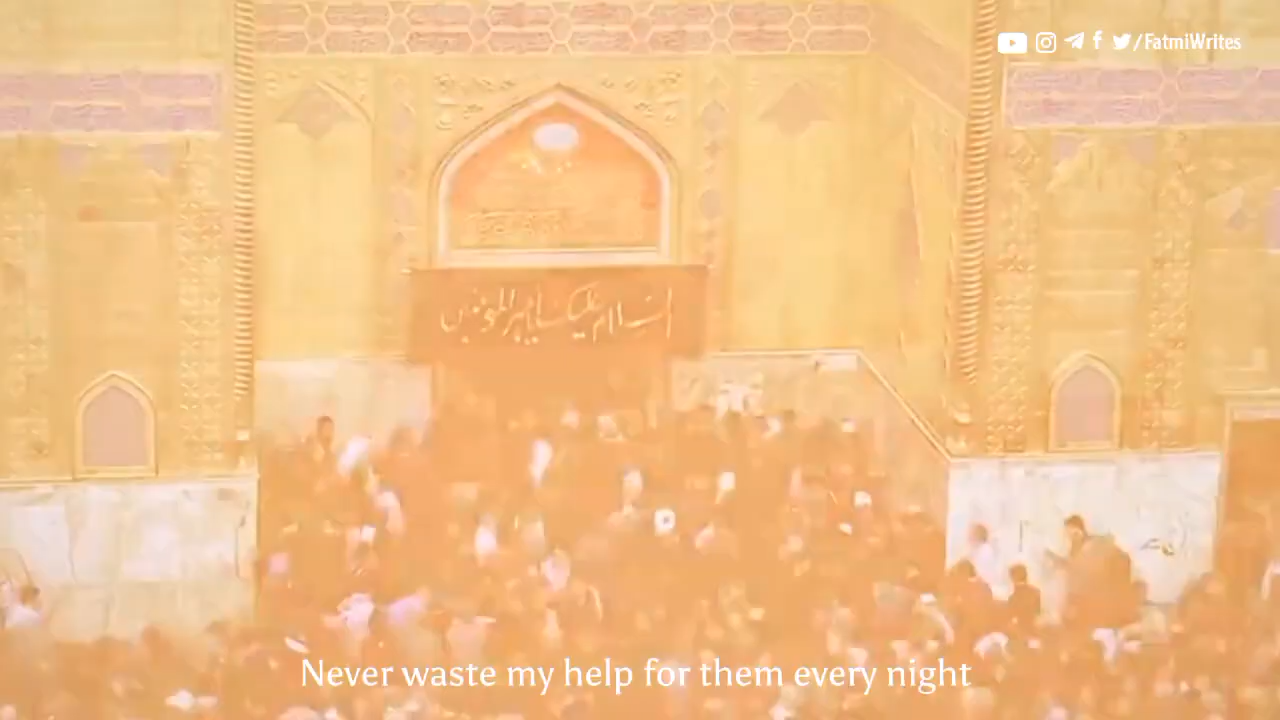 /FatmiWrites
السلام عليك يا امير المؤمنين
Never waste my help for them every night